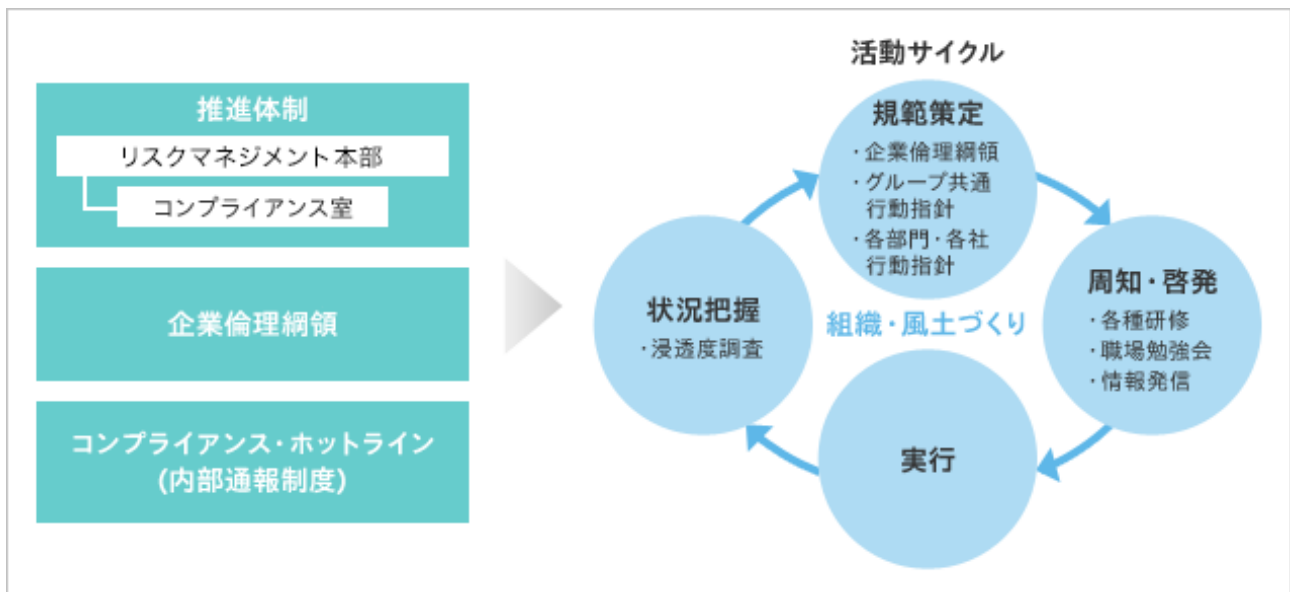 推進体制
リスクマネジメント本部
コンプライアンス室
企業倫理綱領
コンプライアンス・ホットライン
(内部通報制度)
活動サイクル
規範策定
・企業倫理綱領
・グループ共通
行動指針
・各部門・各社
行動指針
周知・啓発
・各種研修
・職場勉強会
・情報発信
実行
状況把握
・浸透度調査
組織・風土づくり